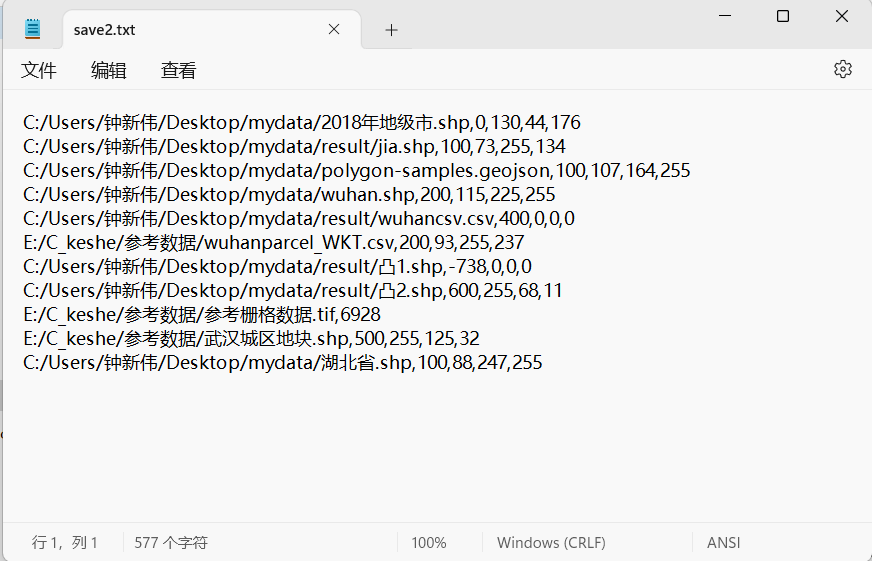 save2.txt
文件 编辑 查看
C:/Users/钟新伟/Desktop/mydata/2018年地级市.shp,0,130,44,176
C:/Users/钟新伟/Desktop/mydata/result/jia.shp,100,73,255,134
C:/Users/钟新伟/Desktop/mydata/polygon-samples.geojson,100,107,164,255
C:/Users/钟新伟/Desktop/mydata/wuhan.shp,200,115,225,255
C:/Users/钟新伟/Desktop/mydata/result/wuhancsv.csv,400,0,0,0
E:/C_keshe/参考数据/wuhanparcel_WKT.csv,200,93,255,237
C:/Users/钟新伟/Desktop/mydata/result/凸1.shp,-738,0,0,0
C:/Users/钟新伟/Desktop/mydata/result/凸2.shp,600,255,68,11
E:/C_keshe/参考数据/参考栅格数据.tif,6928
E:/C_keshe/参考数据/武汉城区地块.shp,500,255,125,32
C:/Users/钟新伟/Desktop/mydata/湖北省.shp,100,88,247,255
行 1，列 1 577 个字符 100% Windows (CRLF) ANSI